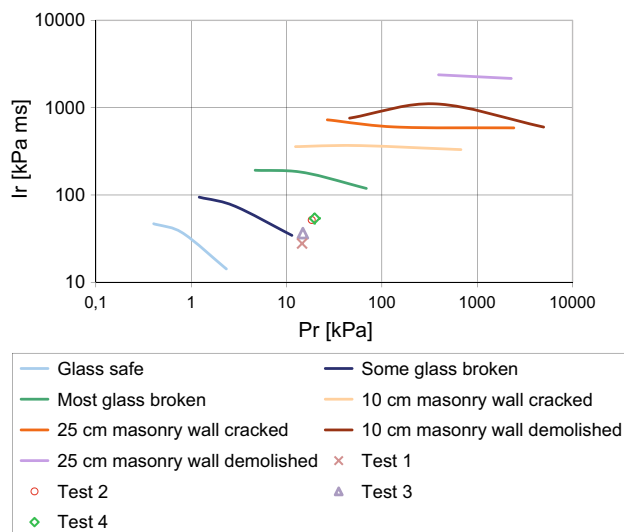 10000
1000
100
10
Ir [kPa ms]
0,1 1 10 100 1000 10000
Pr [kPa]
Glass safe Some glass broken
Most glass broken 10 cm masonry wall cracked
25 cm masonry wall cracked 10 cm masonry wall demolished
25 cm masonry wall demolished Test 1
Test 2 Test 3
Test 4